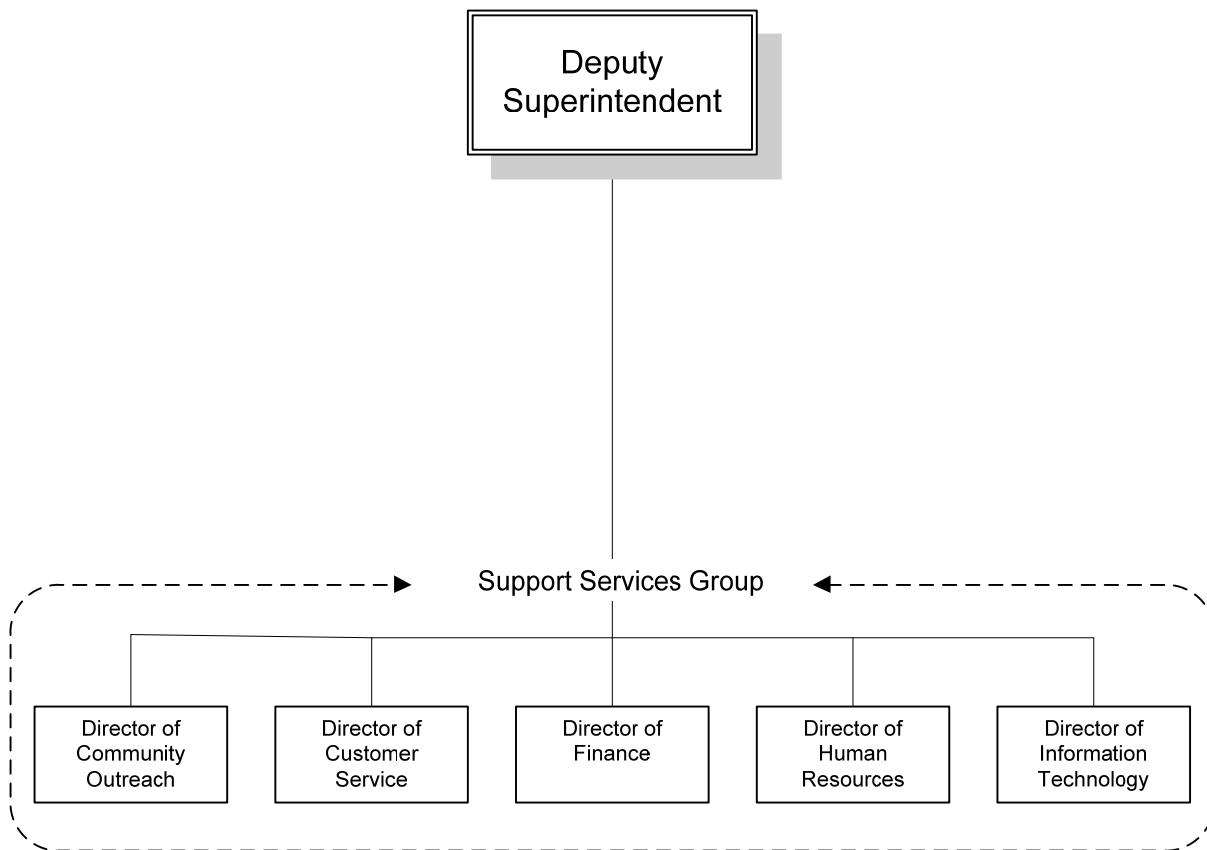 Deputy
Superintendent
Support Services Group
Director of
Community
Outreach
Director of
Customer
Service
Director of
Finance
Director of
Human
Resources
Director of
Information
Technology